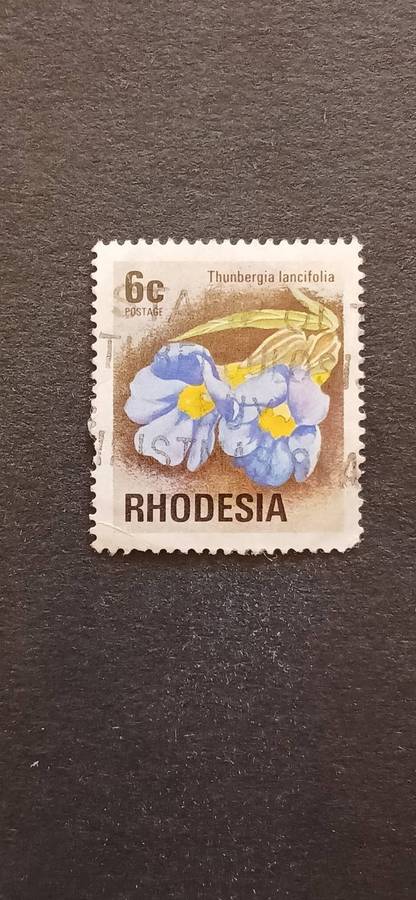 6c
Thunbergia lancifolia
POSTAGE
RHODESIA